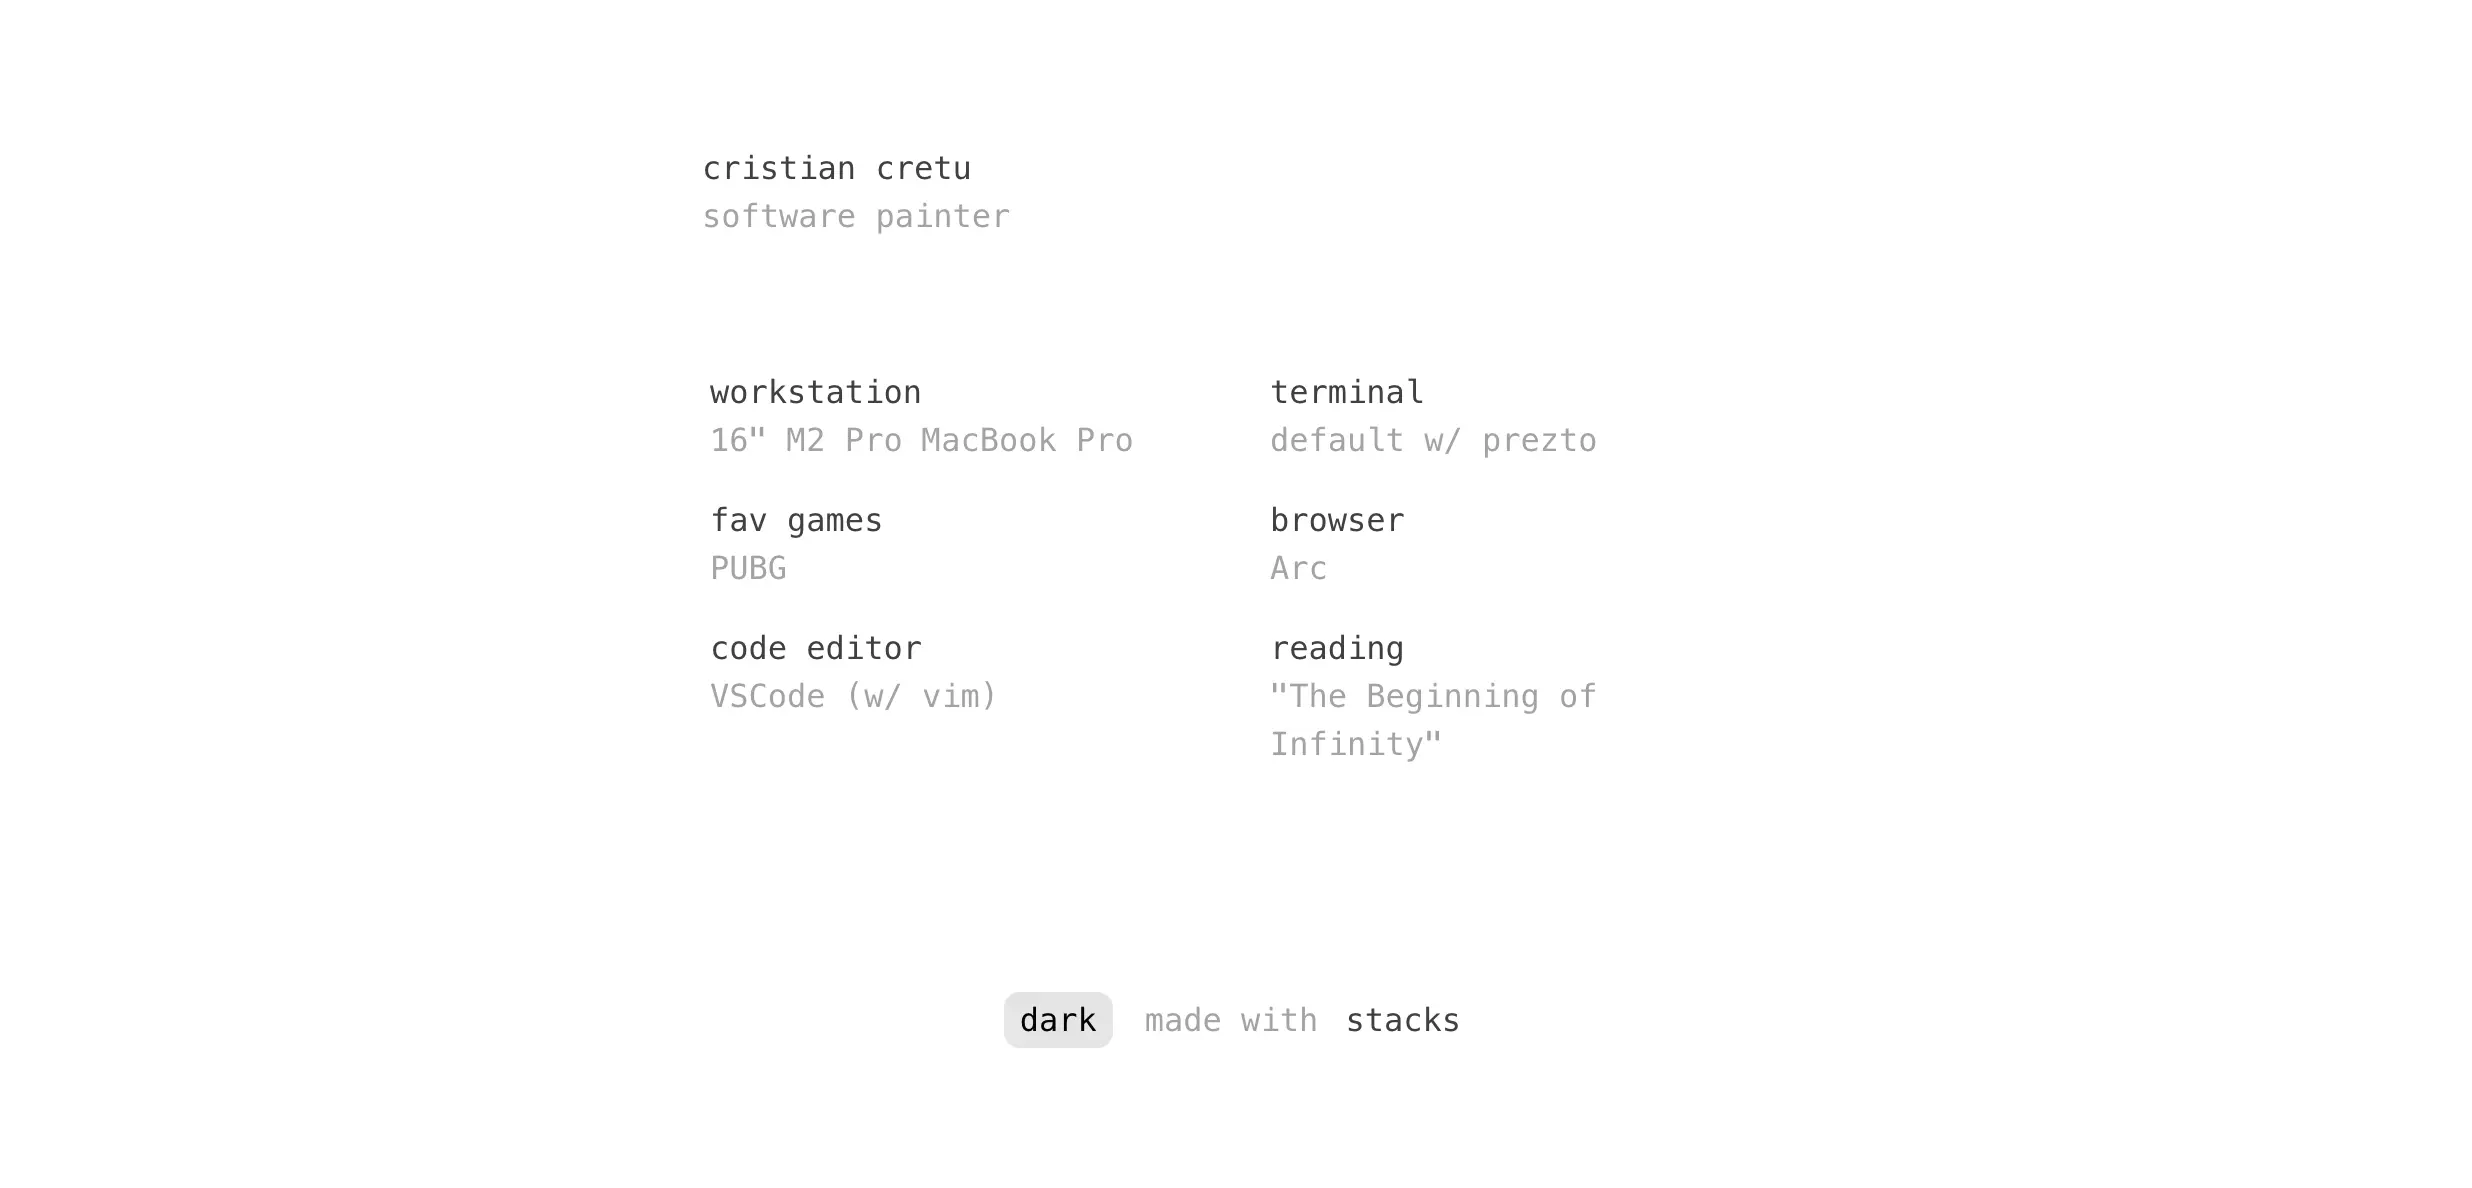 cristian cretu
software painter
workstation
16" M2 Pro MacBook Pro
terminal
default w/ prezto
fav games
PUBG
browser
Arc
code editor
VSCode (w/ vim)
reading
"The Beginning of
Infinity"
dark made with stacks